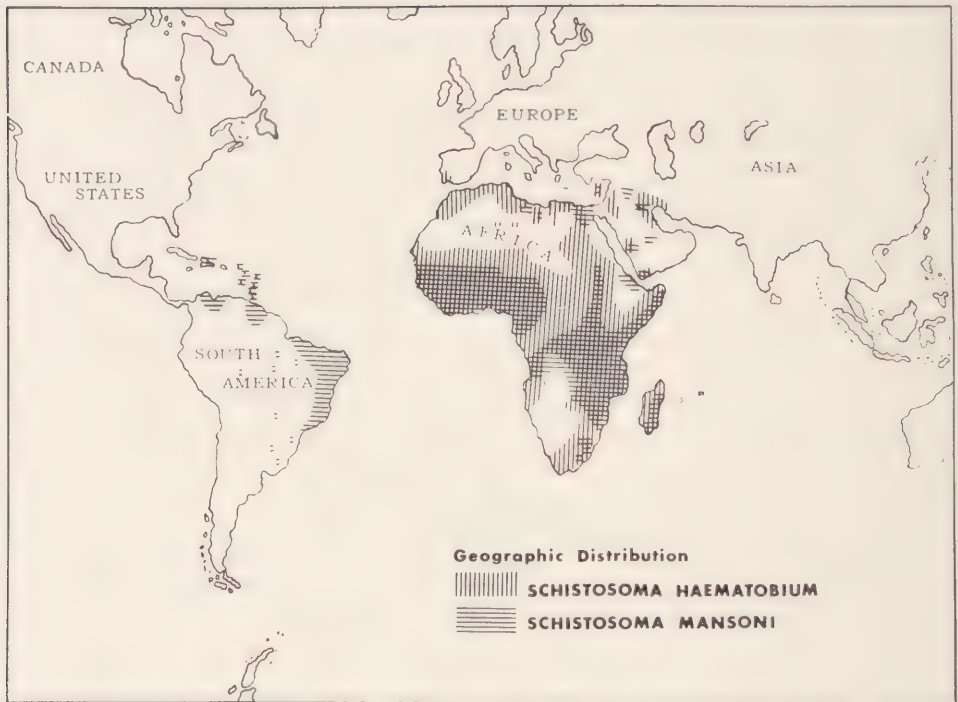 CANADA
UNITED
STATES
EUROPE
ASIA
AFRICA
SOUTH
AMERICA
Geographic Distribution
SCHISTOSOMA HAEMATOBIUM
SCHISTOSOMA MANSONI